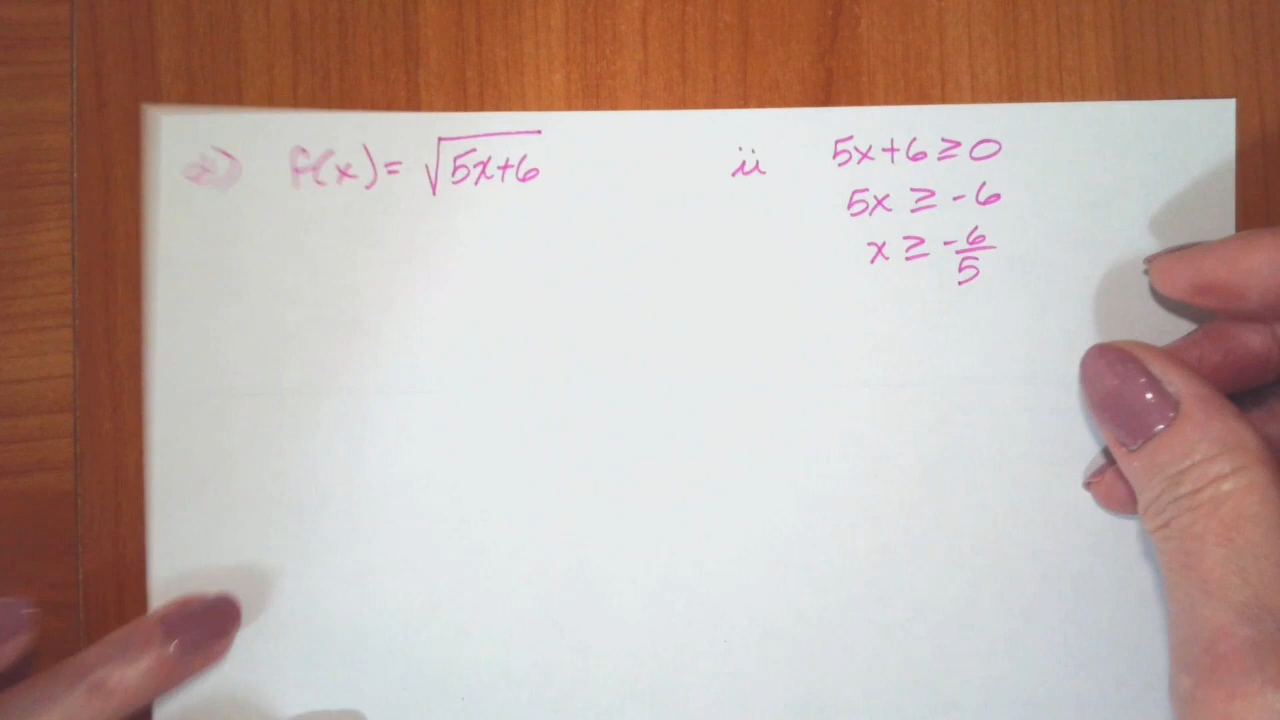 f(x) = √5x+6
ii 5x+6 ≥ 0
5x ≥ -6
x ≥ -6/5